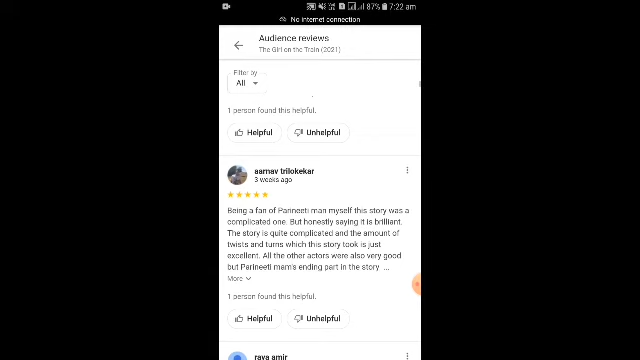 87% 7:22 am
No internet connection
Audience reviews
The Girl on the Train (2021)
Filter by
All
1 person found this helpful.
Helpful Unhelpful
aarnav trilokekar
3 weeks ago
Being a fan of Parineeti man myself this story was a
complicated one. But honestly saying it is brilliant.
The story is quite complicated and the amount of
twists and turns which this story took is just
excellent. All the other actors were also very good
but Parineeti mam's ending part in the story ...
More
1 person found this helpful.
Helpful Unhelpful
raya amir